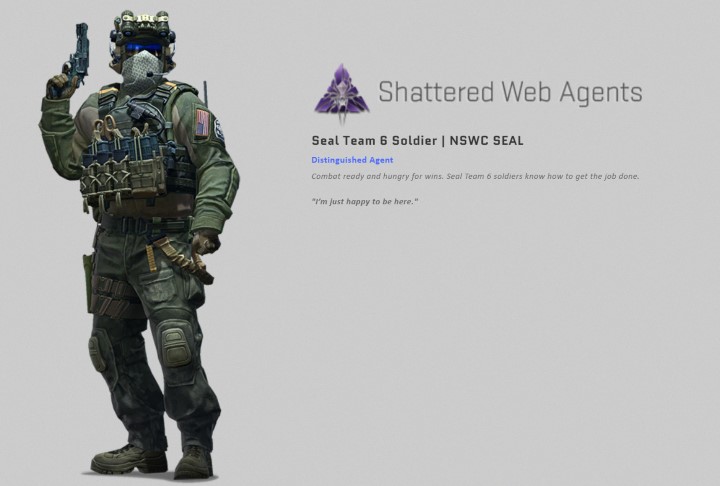 Shattered Web Agents
Seal Team 6 Soldier | NSWC SEAL
Distinguished Agent
Combat ready and hungry for wins. Seal Team 6 soldiers know how to get the job done.
"I'm just happy to be here."